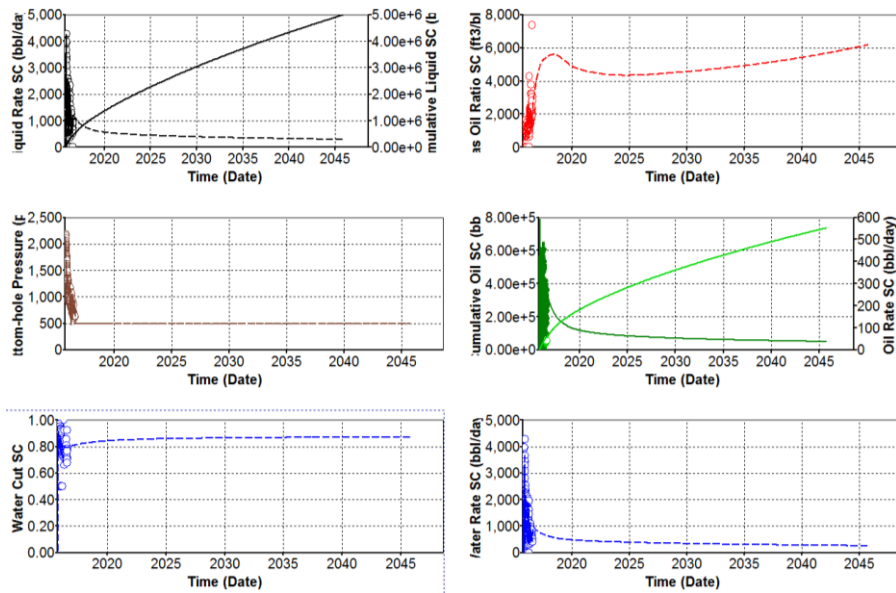 5,000
4,000
3,000
2,000
1,000
0
iquid Rate SC (bbl/day)
5.00e+6
4.00e+6
3.00e+6
2.00e+6
1.00e+6
0.00e+0
mulative Liquid SC (b
2020 2025 2030 2035 2040 2045
Time (Date)
8,000
6,000
4,000
2,000
0
as Oil Ratio SC (ft3/bl
2020 2025 2030 2035 2040 2045
Time (Date)
2,500
2,000
1,500
1,000
500
0
ttom-hole Pressure (p
2020 2025 2030 2035 2040 2045
Time (Date)
8.00e+5
6.00e+5
4.00e+5
2.00e+5
0.00e+0
umulative Oil SC (bb
600
500
400
300
200
100
0
Oil Rate SC (bbl/day)
2020 2025 2030 2035 2040 2045
Time (Date)
1.00
0.80
0.60
0.40
0.20
0.00
Water Cut SC
2020 2025 2030 2035 2040 2045
Time (Date)
5,000
4,000
3,000
2,000
1,000
0
ater Rate SC (bbl/day
2020 2025 2030 2035 2040 2045
Time (Date)